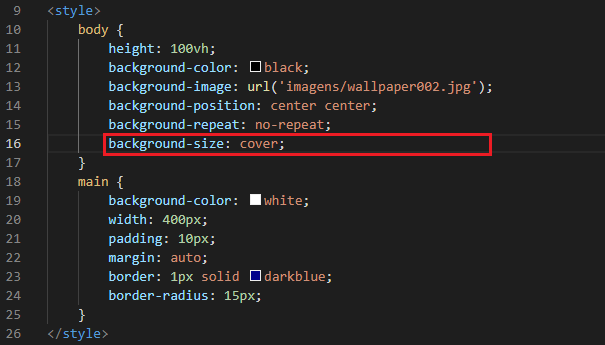 9 <style>
10 body {
11 height: 100vh;
12 background-color: black;
13 background-image: url('imagens/wallpaper002.jpg');
14 background-position: center center;
15 background-repeat: no-repeat;
16 background-size: cover;
17 }
18 main {
19 background-color: white;
20 width: 400px;
21 padding: 10px;
22 margin: auto;
23 border: 1px solid darkblue;
24 border-radius: 15px;
25 }
26 </style>